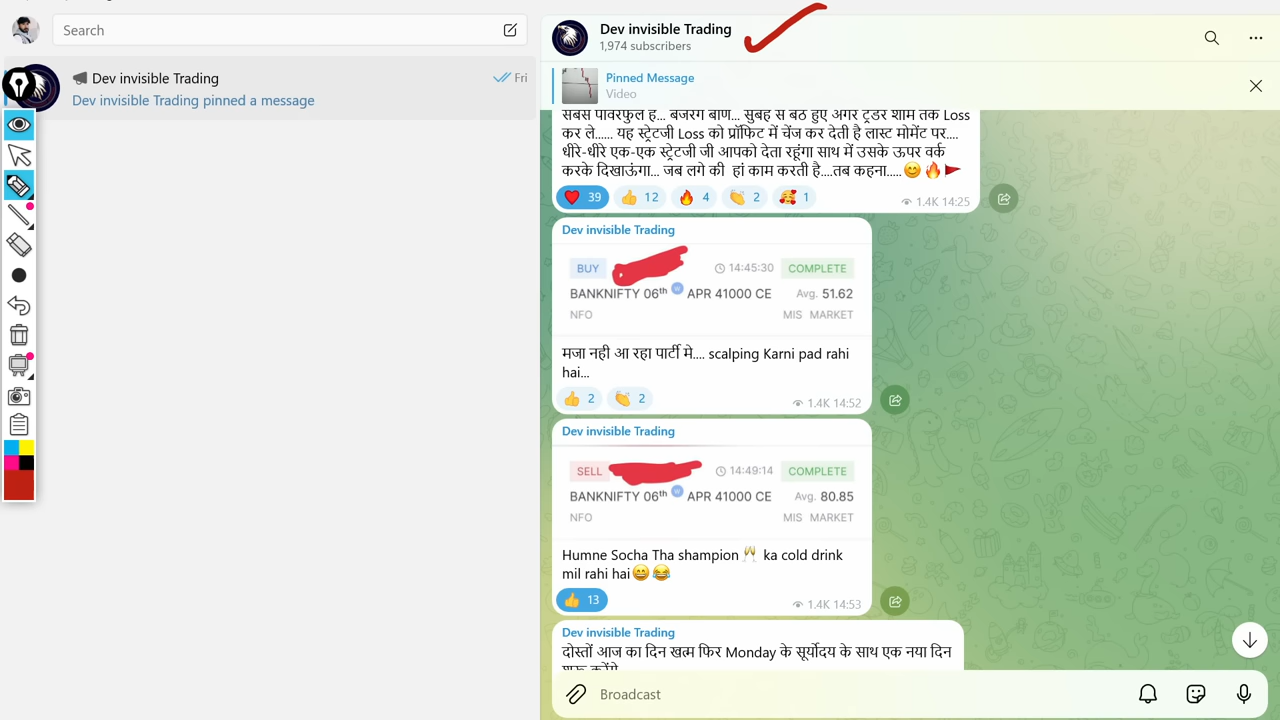 Search
Dev invisible Trading
Fri
Dev invisible Trading pinned a message
Dev invisible Trading
1,974 subscribers
Pinned Message
Video
सबसे पावरफुल है... बजरंग बाण... सुबह से बैठे हुए अगर ट्रेडर शाम तक Loss
कर ले...... यह स्ट्रेटजी Loss को प्रॉफिट में चेंज कर देती है लास्ट मोमेंट पर....
धीरे-धीरे एक-एक स्ट्रेटजी जी आपको देता रहूंगा साथ में उसके ऊपर वर्क
करके दिखाऊंगा... जब लगे की हां काम करती है....तब कहना.....😊🔥🚩
❤️ 39 👍 12 🔥 4 👏 2 🥰 1
1.4K 14:25
Dev invisible Trading
BUY 14:45:30 COMPLETE
BANKNIFTY 06th w APR 41000 CE Avg. 51.62
NFO MIS MARKET
मजा नही आ रहा पार्टी मे.... scalping Karni pad rahi
hai...
👍 2 👏 2
1.4K 14:52
Dev invisible Trading
SELL 14:49:14 COMPLETE
BANKNIFTY 06th w APR 41000 CE Avg. 80.85
NFO MIS MARKET
Humne Socha Tha shampion 🥂 ka cold drink
mil rahi hai😄😂
👍 13
1.4K 14:53
Dev invisible Trading
दोस्तों आज का दिन खत्म फिर Monday के सूर्योदय के साथ एक नया दिन
Broadcast